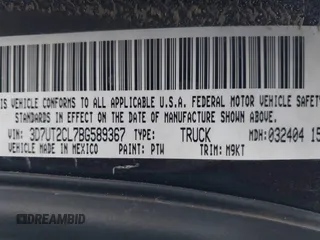 IS VEHICLE CONFORMS TO ALL APPLICABLE U.S.A. FEDERAL MOTOR VEHICLE SAFETY
STANDARDS IN EFFECT ON THE DATE OF MANUFACTURE SHOWN ABOVE.
VIN: 3D7UT2CL7BG589367 TYPE: TRUCK MDH: 032404 15
VEHICLE MADE IN MEXICO PAINT: PTW TRIM: M9KT
DREAMBID